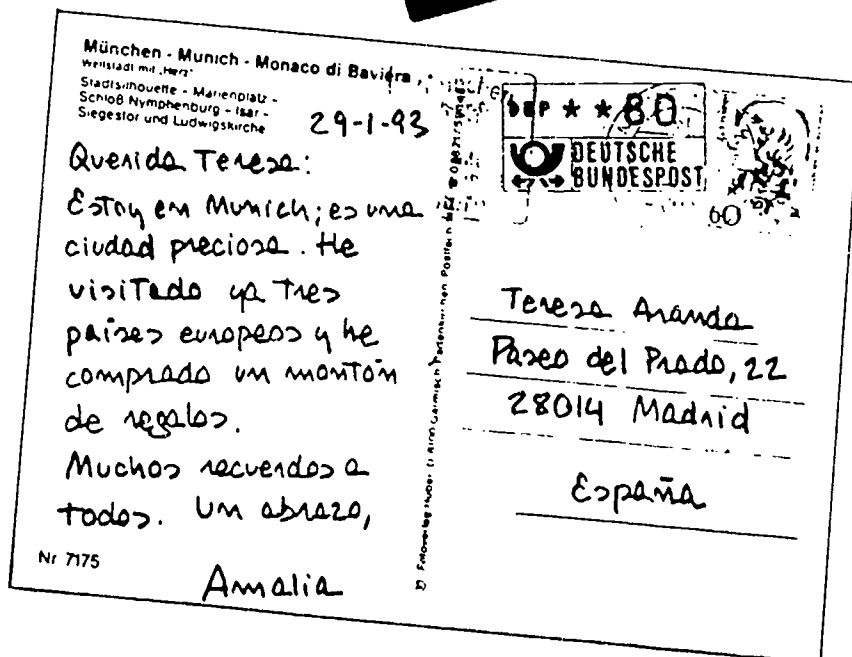 München - Munich - Monaco di Baviera
Weltstadt mit "Herz"
Stadtsilhouette - Marienplatz -
Schloß Nymphenburg - Isar -
Siegestor und Ludwigskirche
29-1-93
Querida Teresa:
Estoy en Munich; es una
ciudad preciosa. He
visitado ya tres
países europeos y he
comprado un montón
de regalos.
Muchos recuerdos a
todos. Un abrazo,
Amalia
Nr 7175
DBP ★ ★ 80
DEUTSCHE
BUNDESPOST
60
Teresa Aranda
Paseo del Prado, 22
28014 Madrid
España